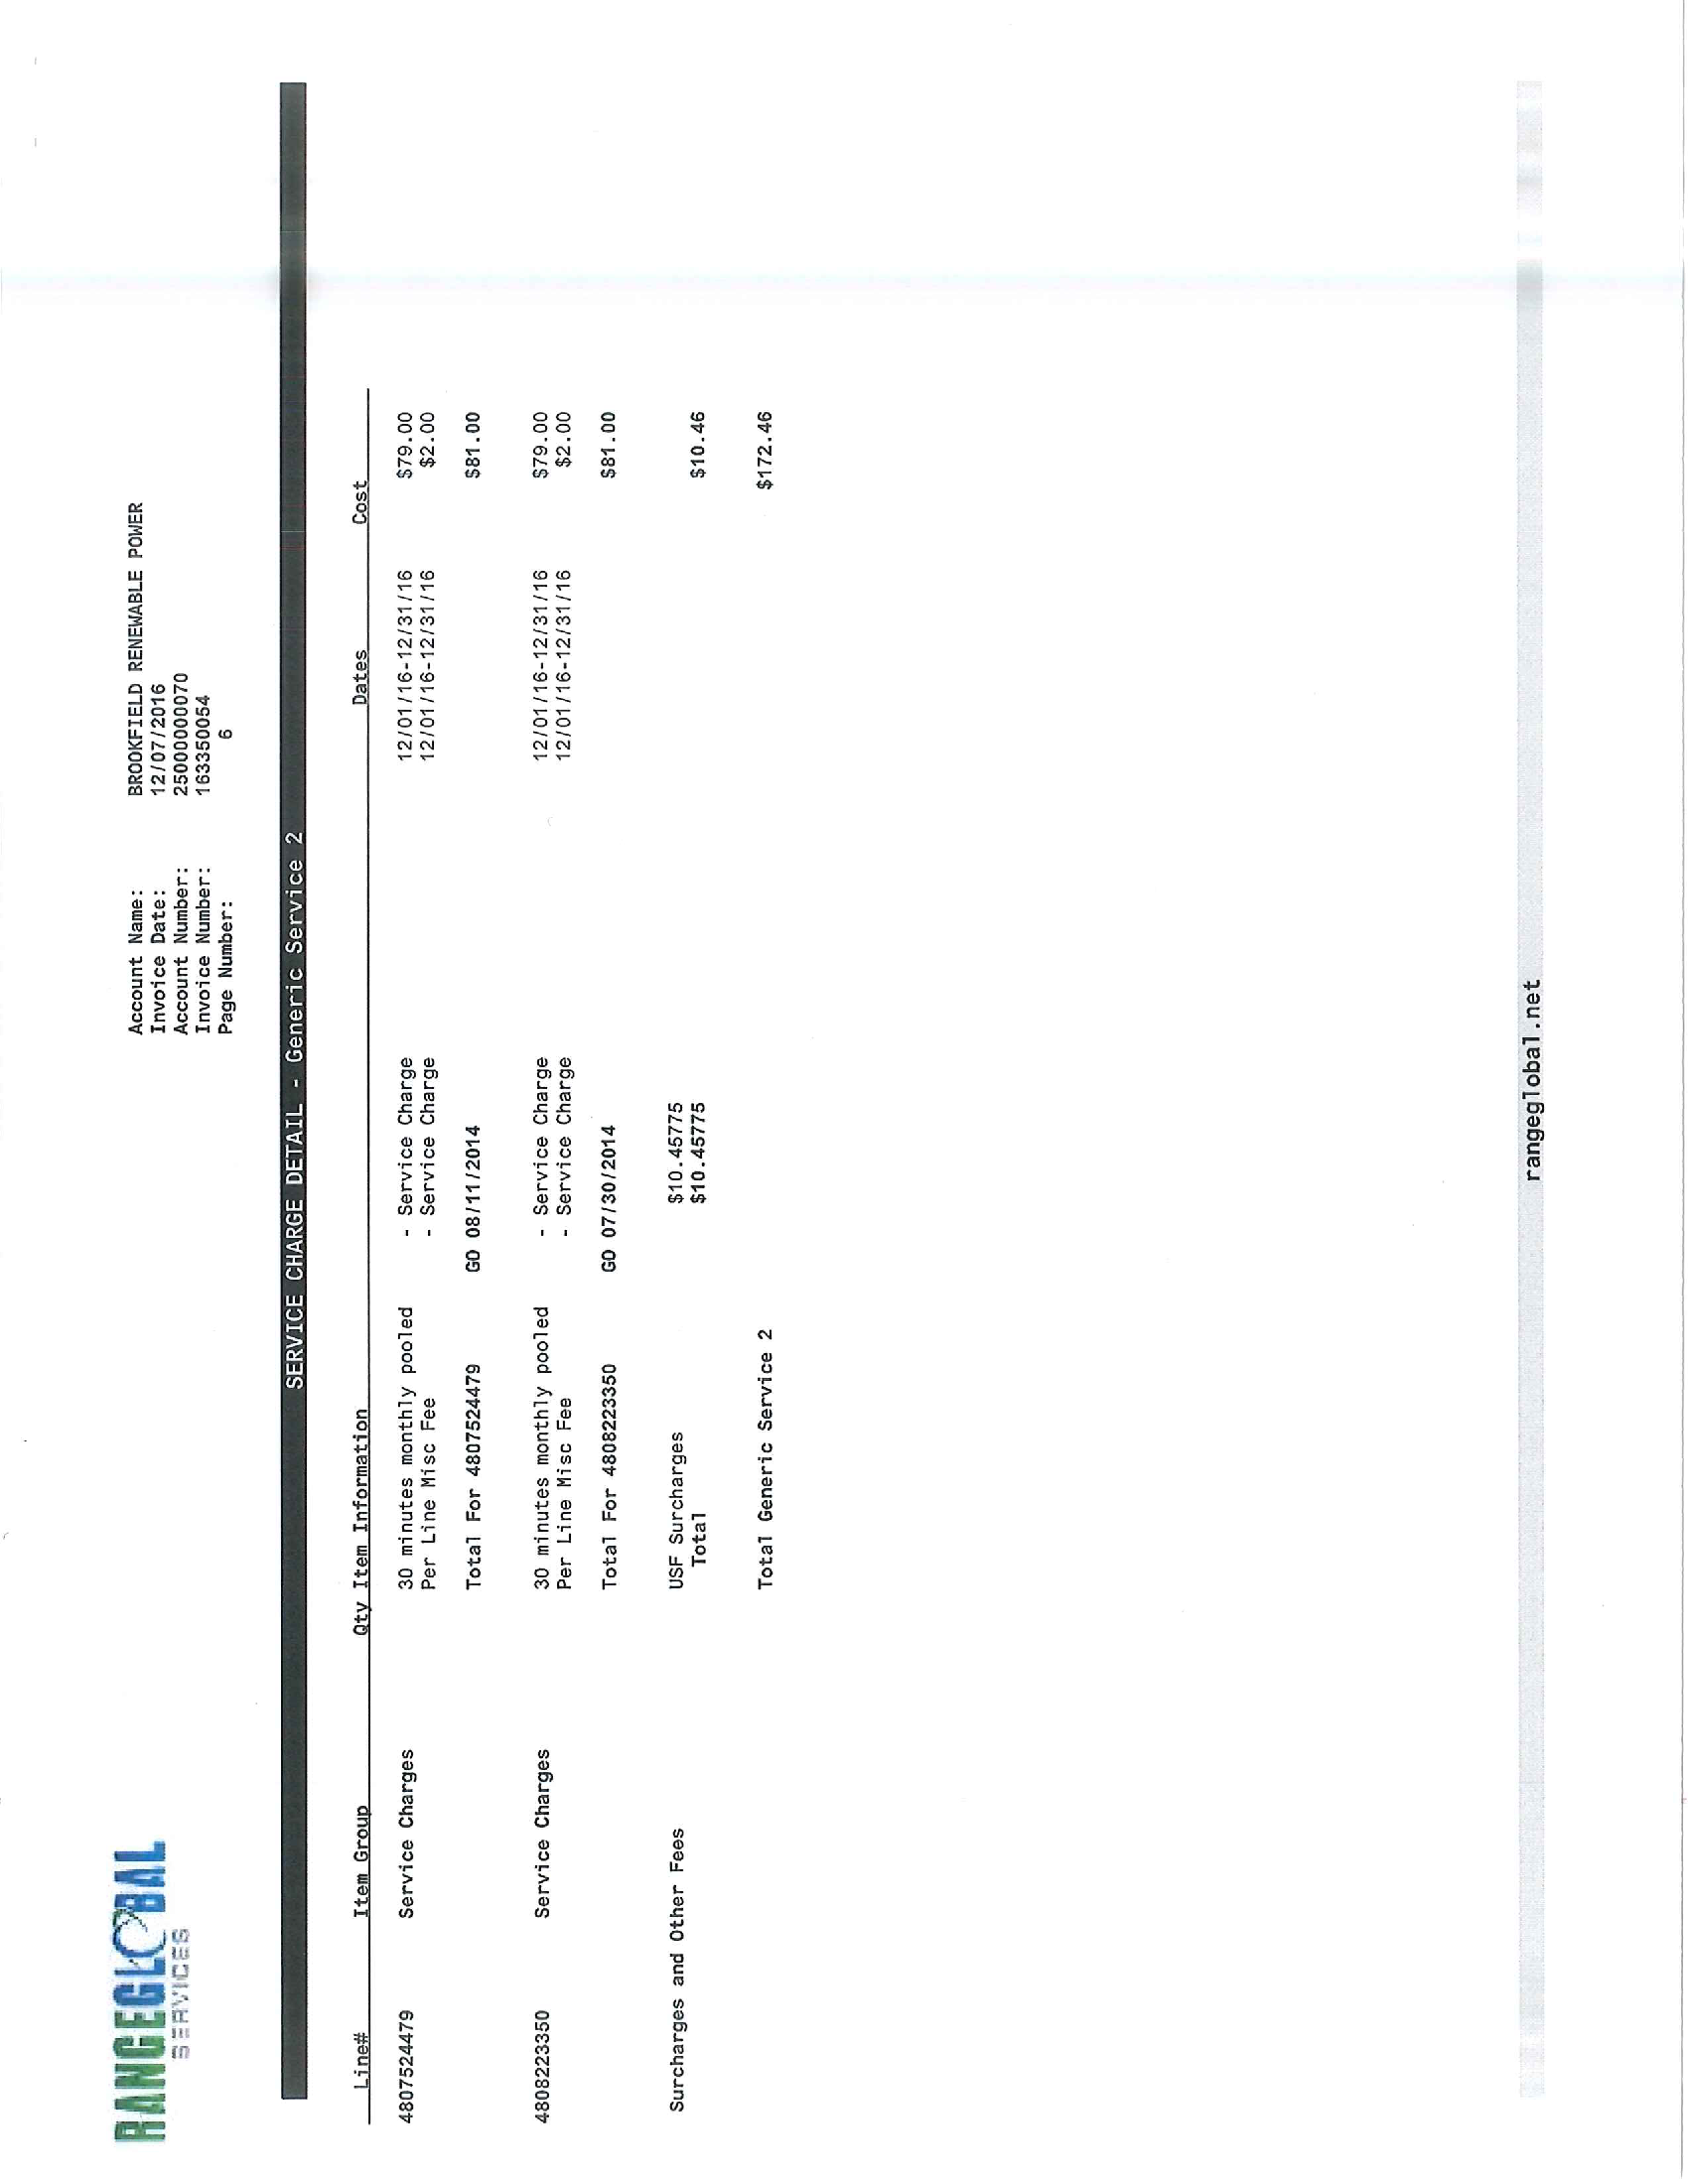 RANGEGLOBAL
SERVICES
Account Name: BROOKFIELD RENEWABLE POWER
Invoice Date: 12/07/2016
Account Number: 25000000070
Invoice Number: 163350054
Page Number: 6
SERVICE CHARGE DETAIL - Generic Service 2
Line# Item Group Qty Item Information Dates Cost
4807524479 Service Charges 30 minutes monthly pooled - Service Charge 12/01/16-12/31/16 $79.00
Per Line Misc Fee - Service Charge 12/01/16-12/31/16 $2.00
Total For 4807524479 GO 08/11/2014 $81.00
4808223350 Service Charges 30 minutes monthly pooled - Service Charge 12/01/16-12/31/16 $79.00
Per Line Misc Fee - Service Charge 12/01/16-12/31/16 $2.00
Total For 4808223350 GO 07/30/2014 $81.00
Surcharges and Other Fees USF Surcharges $10.45775
Total $10.45775 $10.46
Total Generic Service 2 $172.46
rangeglobal.net